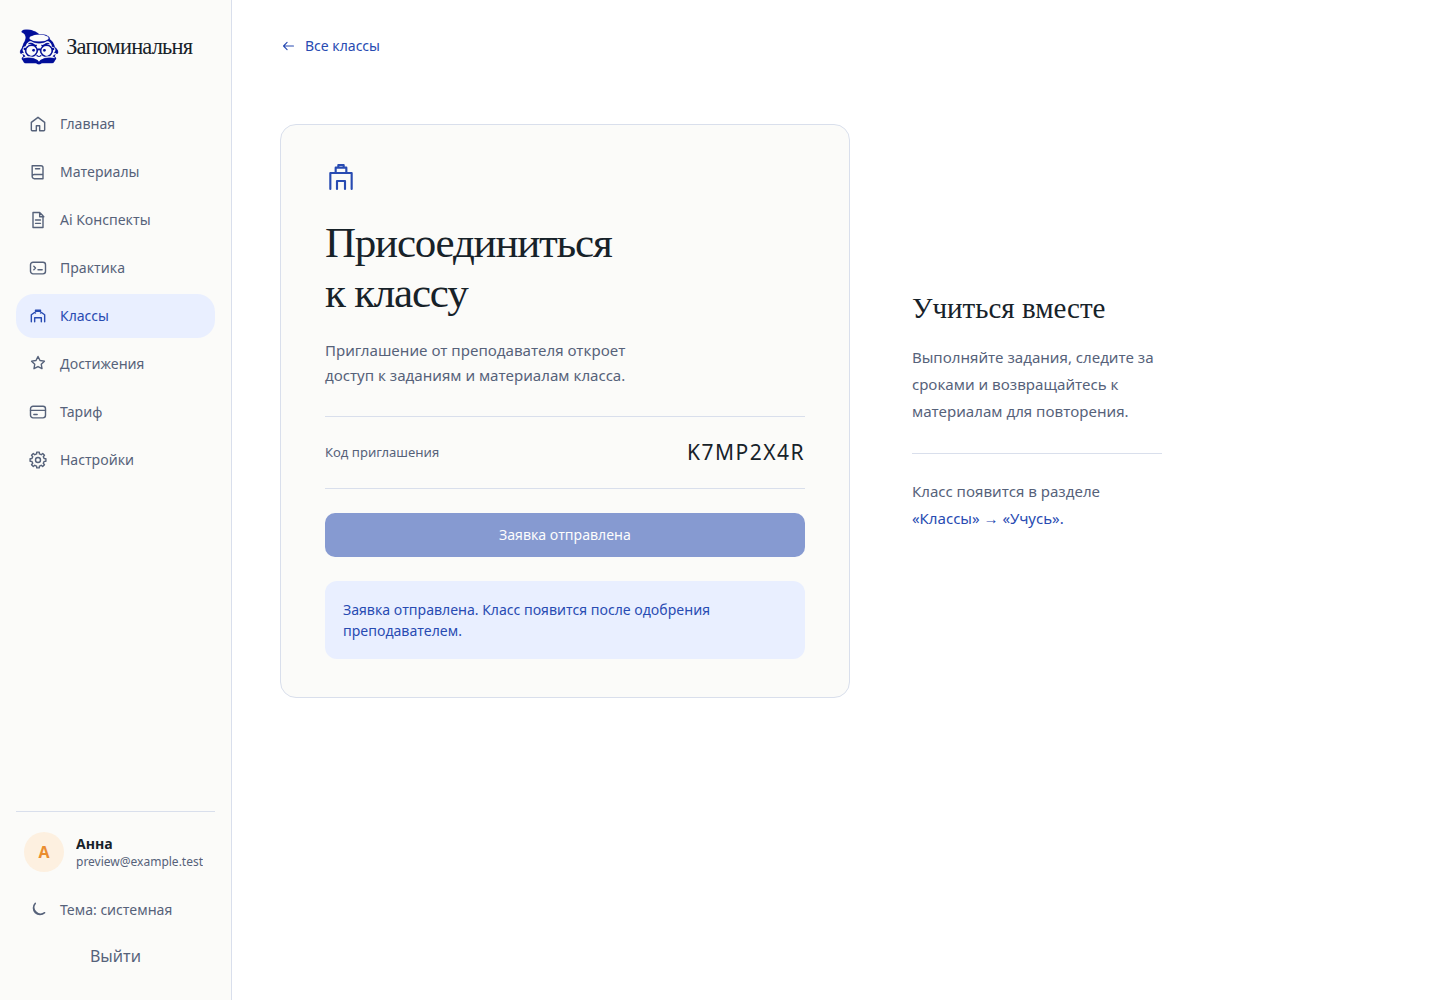 Запоминальня
Главная
Материалы
Ai Конспекты
Практика
Классы
Достижения
Тариф
Настройки
А
Анна
preview@example.test
Тема: системная
Выйти
← Все классы
Присоединиться
к классу
Приглашение от преподавателя откроет
доступ к заданиям и материалам класса.
Код приглашения
K7MP2X4R
Заявка отправлена
Заявка отправлена. Класс появится после одобрения
преподавателем.
Учиться вместе
Выполняйте задания, следите за
сроками и возвращайтесь к
материалам для повторения.
Класс появится в разделе
«Классы» → «Учусь».